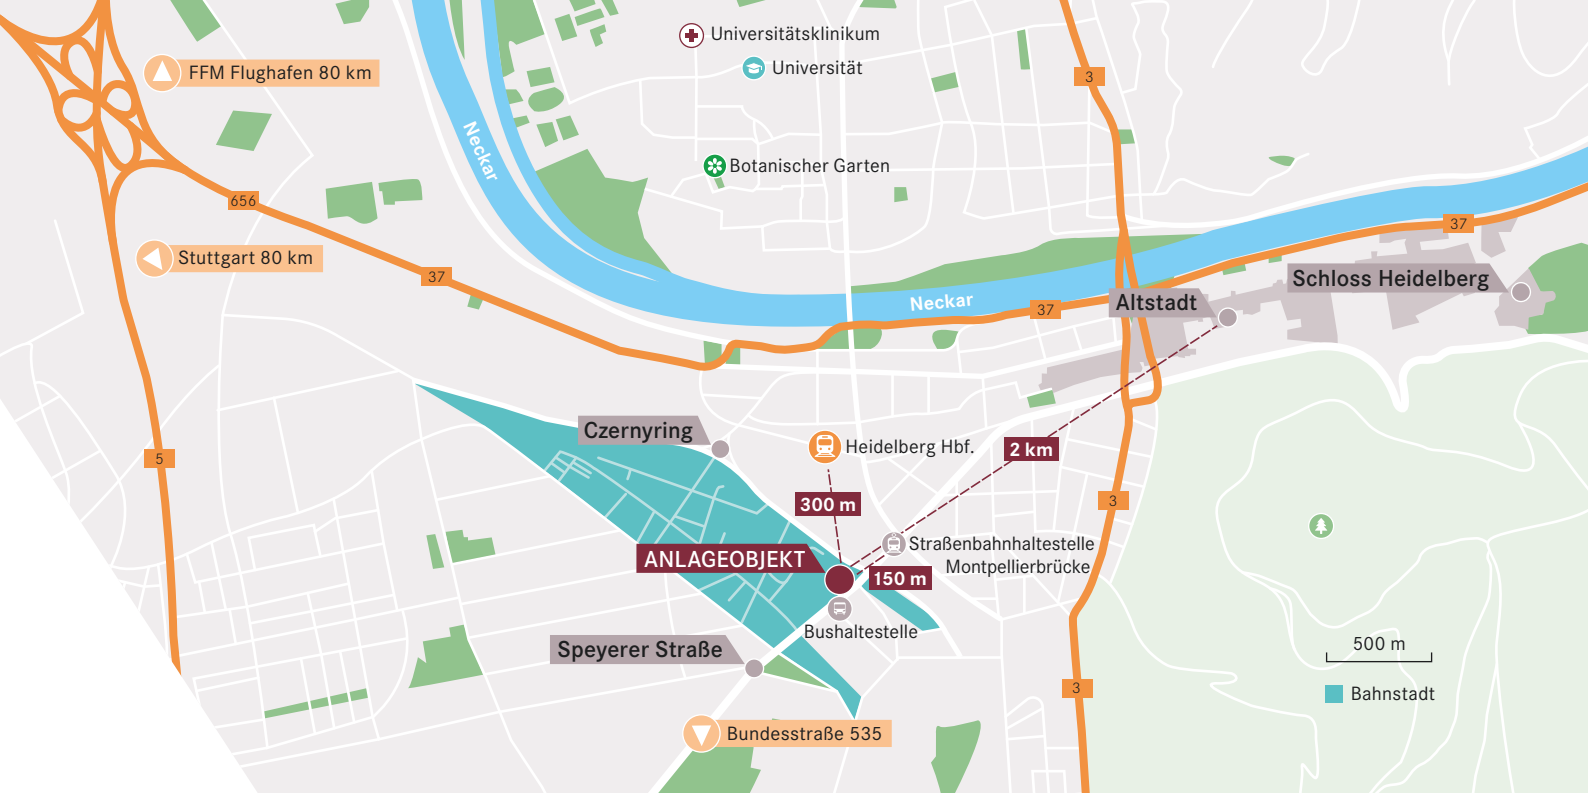 Universitätsklinikum
Universität
FFM Flughafen 80 km
3
Neckar
Botanischer Garten
656
37
Stuttgart 80 km
37
Schloss Heidelberg
Neckar
37
Altstadt
Czernyring
Heidelberg Hbf.
2 km
5
300 m
3
Straßenbahnhaltestelle
Montpellierbrücke
ANLAGEOBJEKT
150 m
Bushaltestelle
Speyerer Straße
500 m
3
Bahnstadt
Bundesstraße 535